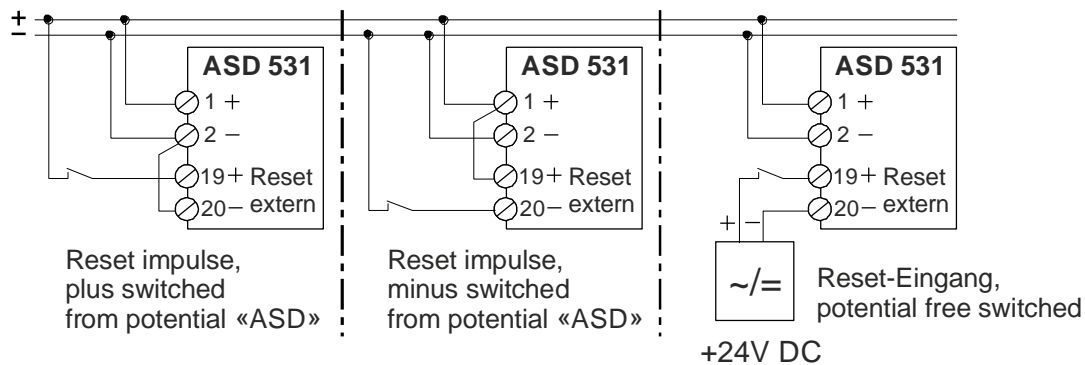 +
−
ASD 531
1 +
2 −
19+ Reset
20− extern
Reset impulse,
plus switched
from potential «ASD»
ASD 531
1 +
2 −
19+ Reset
20− extern
Reset impulse,
minus switched
from potential «ASD»
ASD 531
1 +
2 −
19+ Reset
20− extern
+ −
~/=
+24V DC
Reset-Eingang,
potential free switched